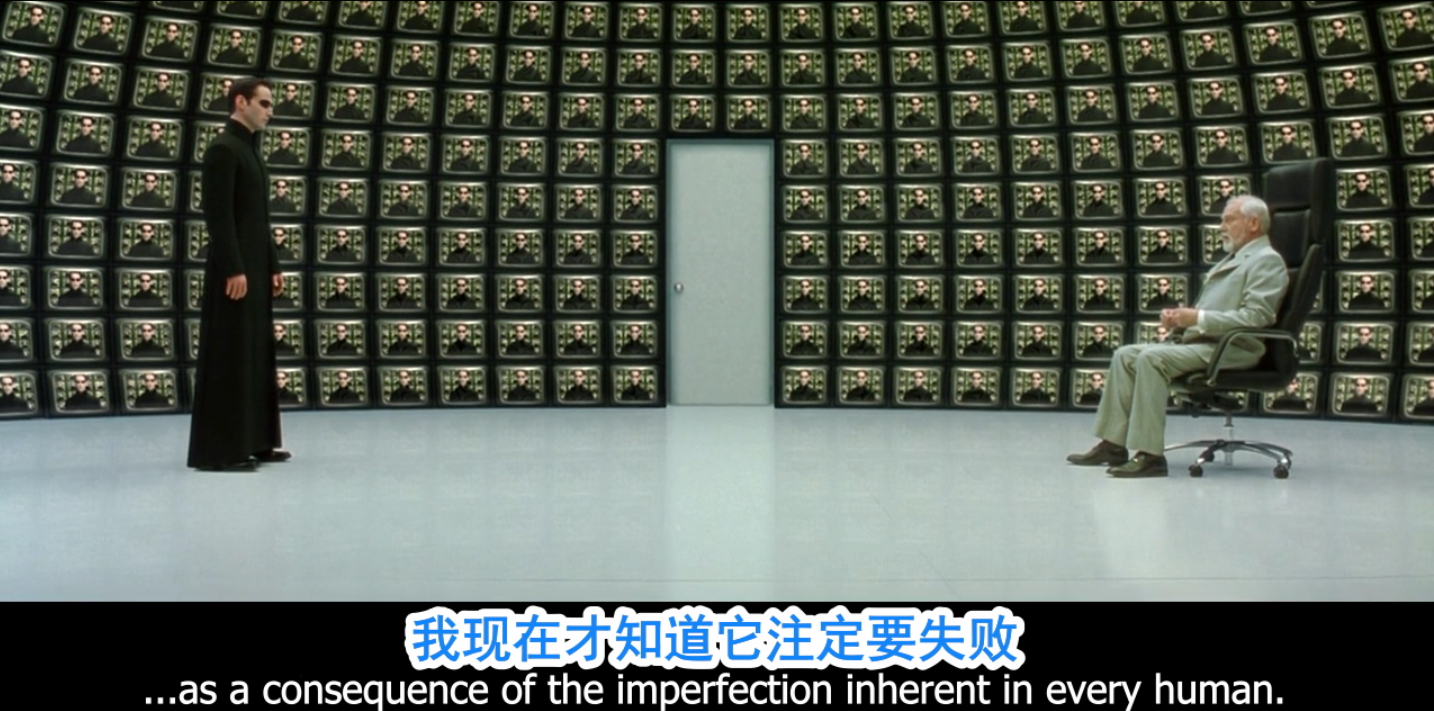 我现在才知道它注定要失败
...as a consequence of the imperfection inherent in every human.